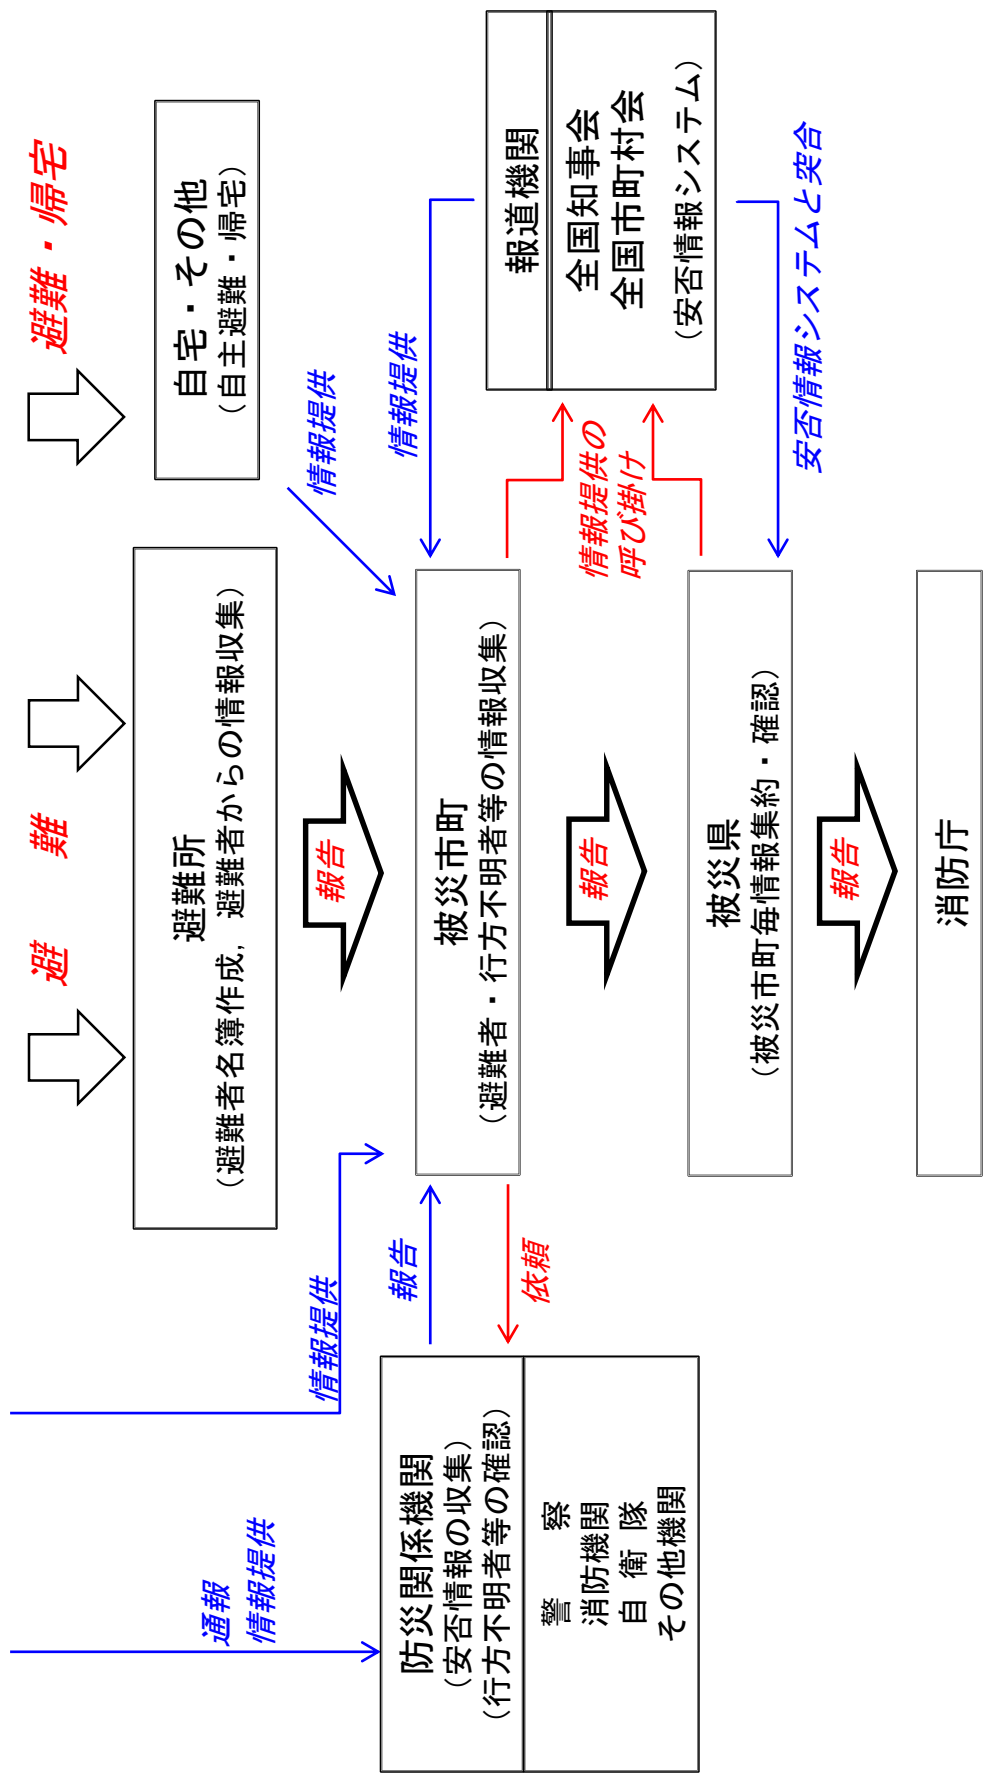 避難・帰宅
避　難
自宅・その他
（自主避難・帰宅）
避難所
（避難者名簿作成，避難者からの情報収集）
情報提供
情報提供
情報提供
通報
情報提供
報告
被災市町
（避難者・行方不明者等の情報収集）
報告
依頼
防災関係機関
（安否情報の収集）
（行方不明者等の確認）
警　察
消防機関
自　衛　隊
その他機関
報道機関
全国知事会
全国市町村会
（安否情報システム）
情報提供の
呼び掛け
安否情報システムと突合
報告
被災県
（被災市町毎情報集約・確認）
報告
消防庁